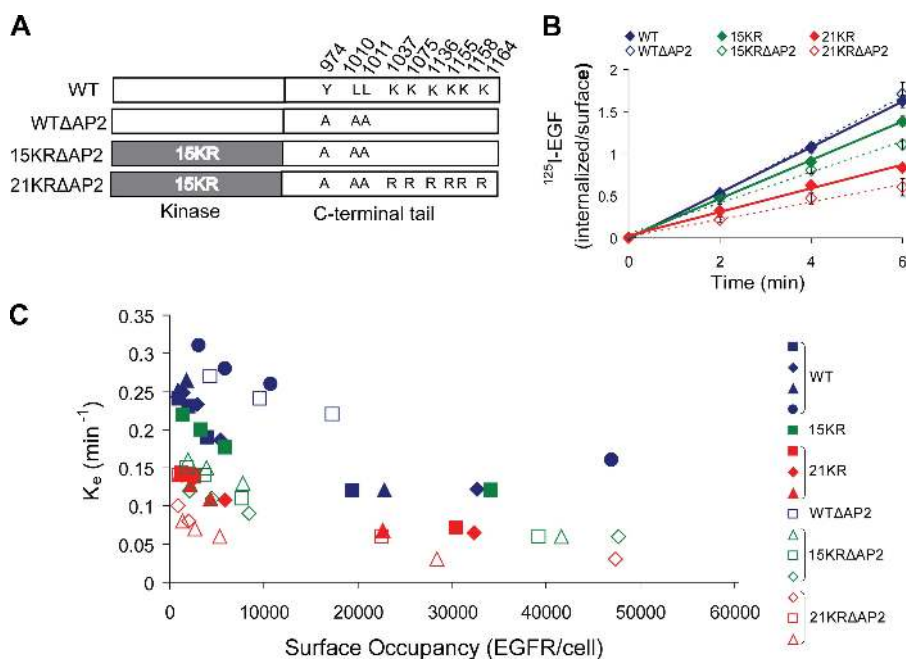 A
974 1010 1011 1037 1075 1136 1155 1158 1164
WT Y LL K K K KK K
WTΔAP2 A AA
15KRΔAP2 15KR A AA
21KRΔAP2 15KR A AA R R R RR R
Kinase C-terminal tail
B
WT 15KR 21KR
WTΔAP2 15KRΔAP2 21KRΔAP2
125I-EGF
(internalized/surface)
2
1.5
1
0.5
0
0 2 4 6
Time (min)
C
Ke (min-1)
0.35
0.3
0.25
0.2
0.15
0.1
0.05
0
0 10000 20000 30000 40000 50000 60000
Surface Occupancy (EGFR/cell)
WT
15KR
21KR
WTΔAP2
15KRΔAP2
21KRΔAP2